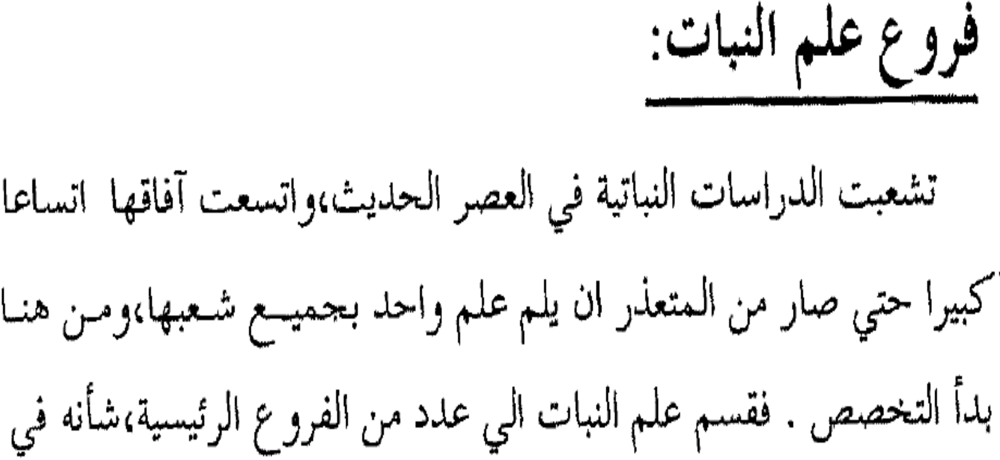 فروع علم النبات:
تشعبت الدراسات النباتية في العصر الحديث،واتسعت آفاقها اتساعا
كبيرا حتي صار من المتعذر ان يلم علم واحد بجميع شعبها،ومن هنا
بدأ التخصص . فقسم علم النبات الي عدد من الفروع الرئيسية،شأنه في